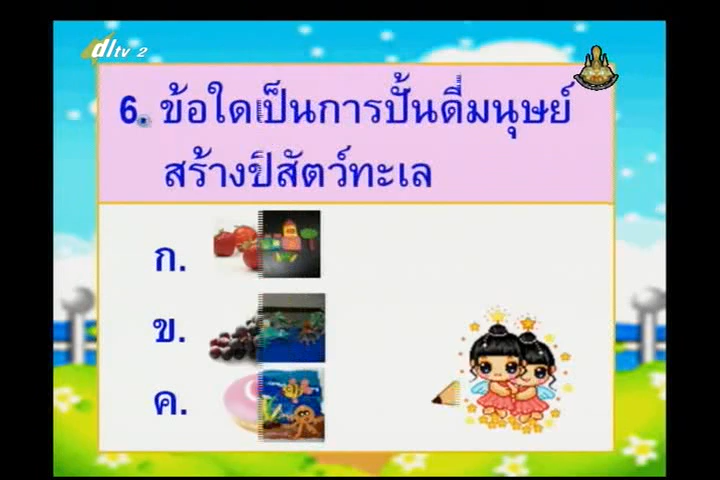 dltv 2
6. ข้อใดเป็นการปั้นดี่มนุษย์
สร้างปีสัตว์ทะเล
ก.
ข.
ค.